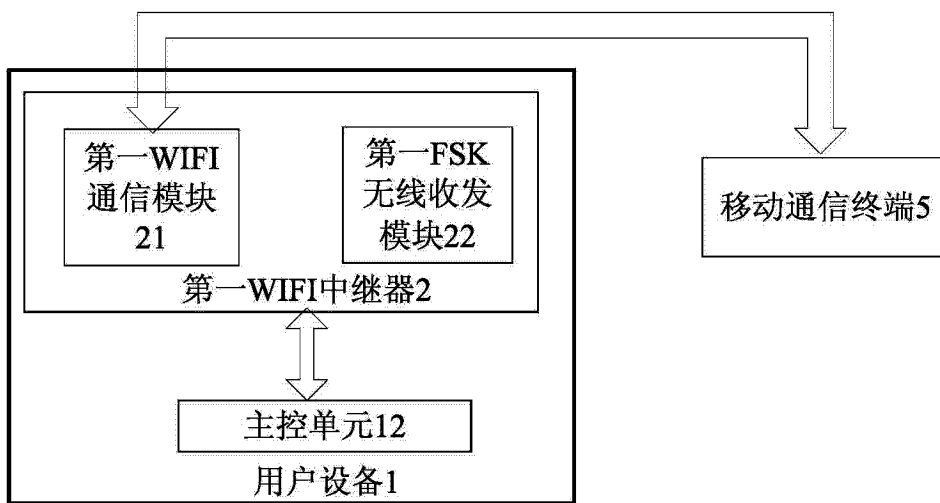 第一WIFI
通信模块
21
第一FSK
无线收发
模块22
第一WIFI中继器2
主控单元12
用户设备1
移动通信终端5